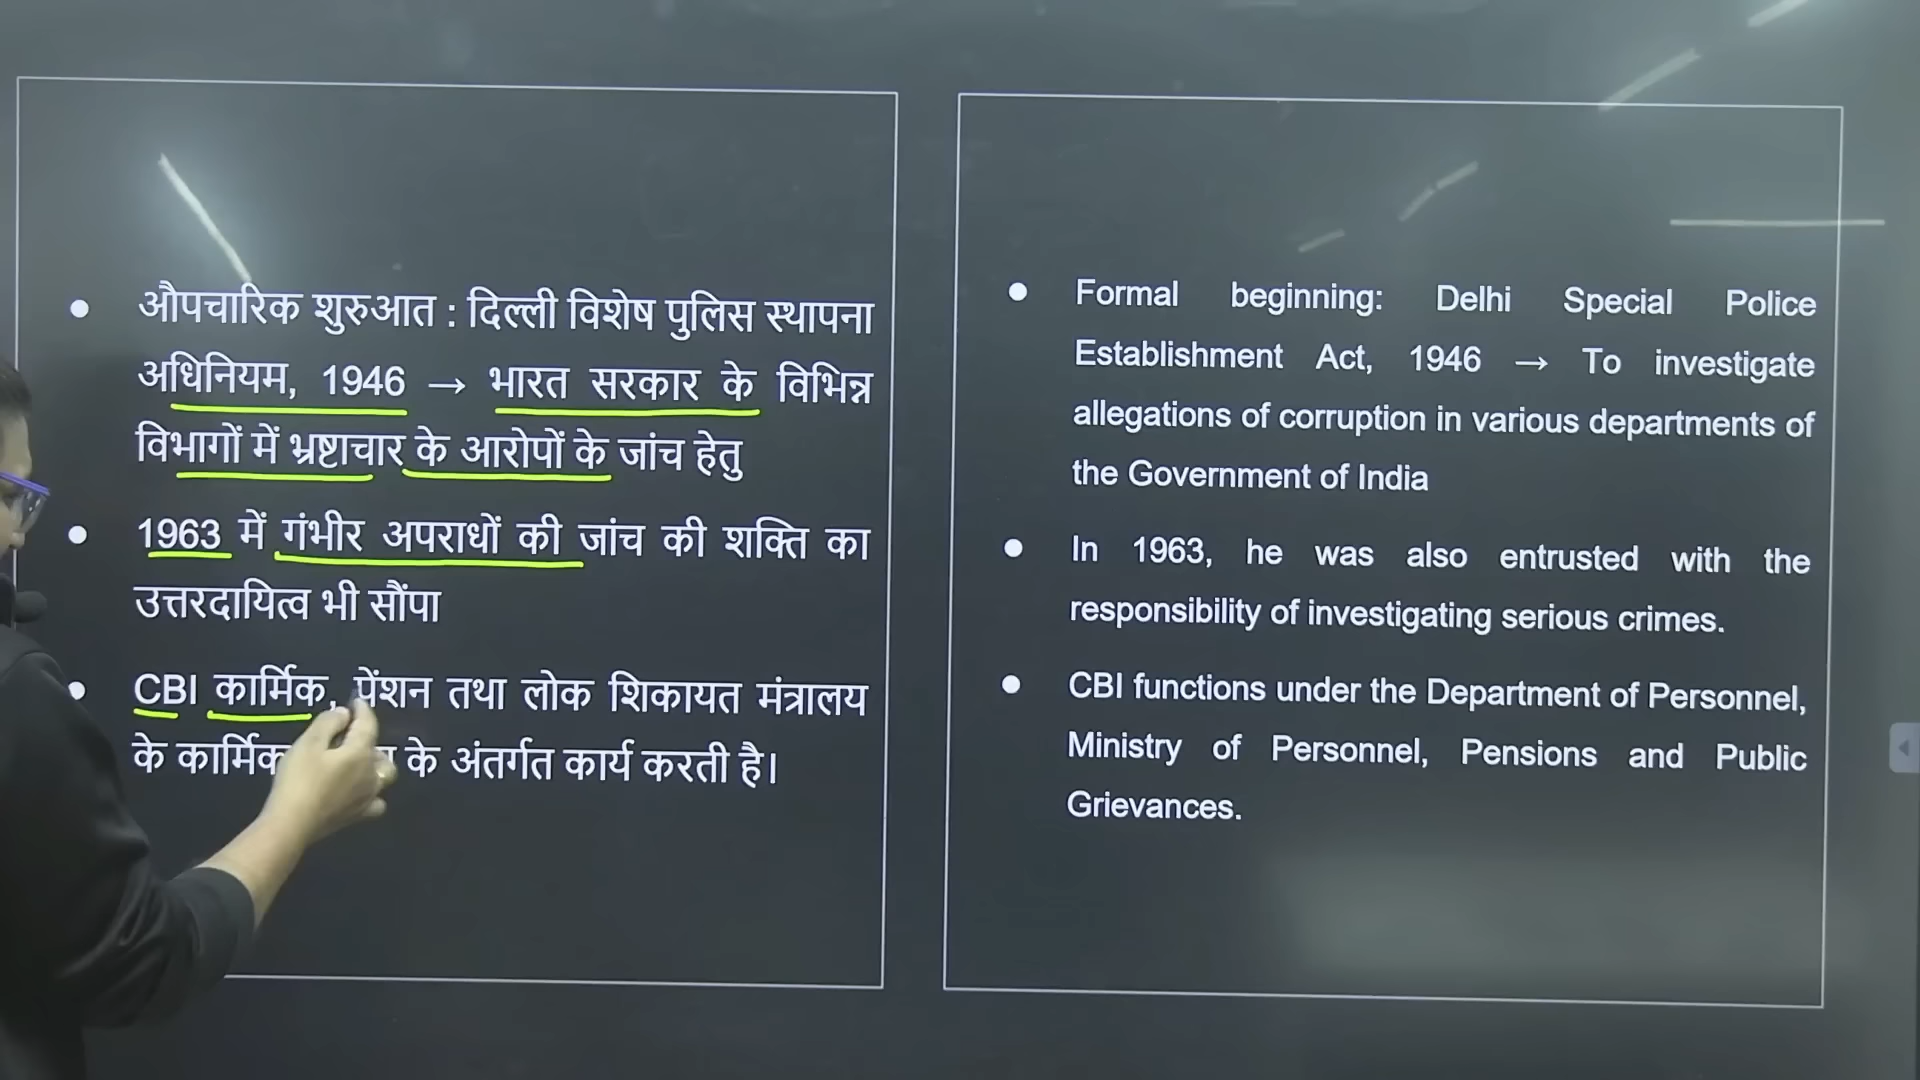 औपचारिक शुरुआत : दिल्ली विशेष पुलिस स्थापना
अधिनियम, 1946 → भारत सरकार के विभिन्न
विभागों में भ्रष्टाचार के आरोपों के जांच हेतु
1963 में गंभीर अपराधों की जांच की शक्ति का
उत्तरदायित्व भी सौंपा
CBI कार्मिक, पेंशन तथा लोक शिकायत मंत्रालय
के कार्मिक के अंतर्गत कार्य करती है।
Formal beginning: Delhi Special Police
Establishment Act, 1946 → To investigate
allegations of corruption in various departments of
the Government of India
In 1963, he was also entrusted with the
responsibility of investigating serious crimes.
CBI functions under the Department of Personnel,
Ministry of Personnel, Pensions and Public
Grievances.